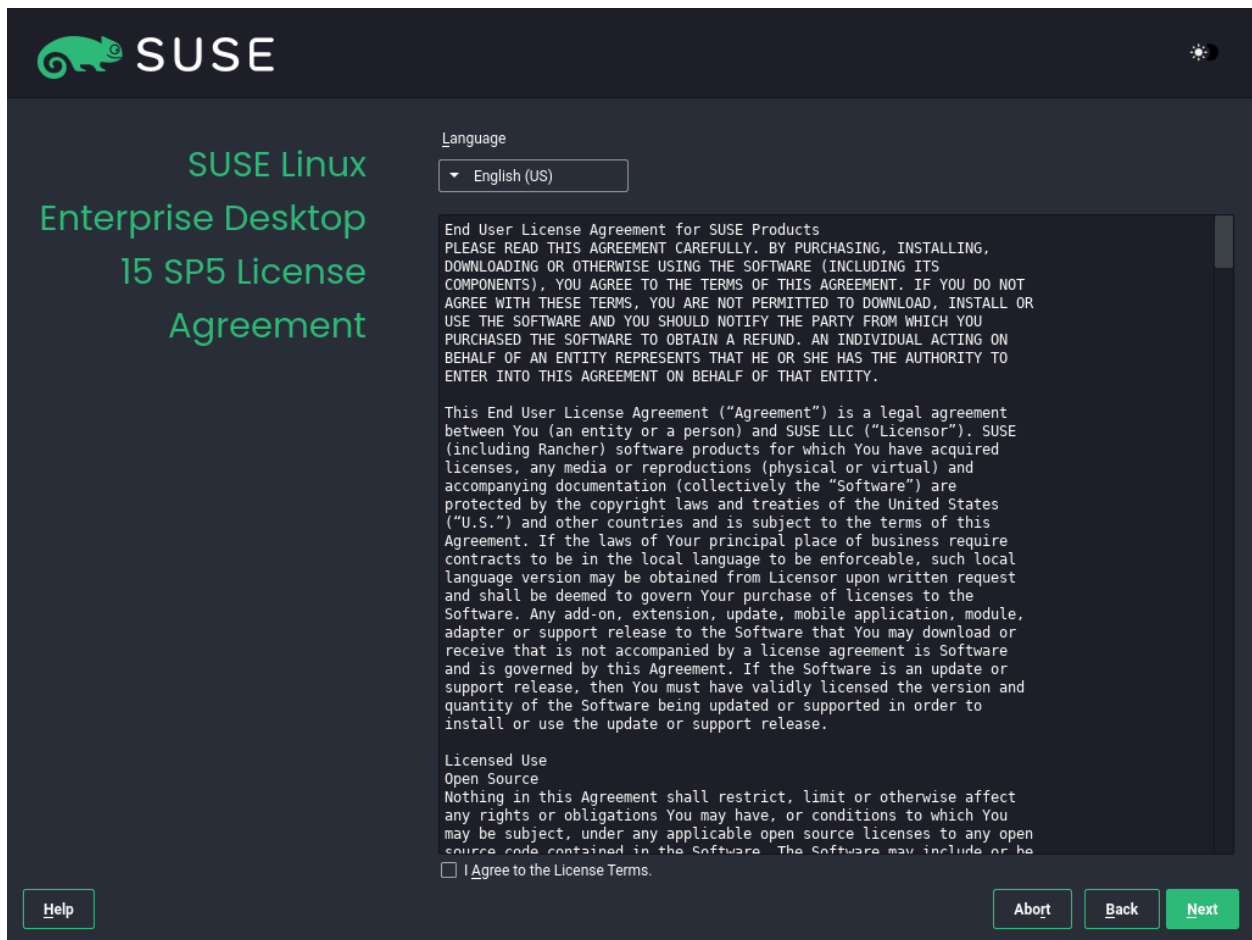 SUSE
SUSE Linux
Enterprise Desktop
15 SP5 License
Agreement
Language
English (US)
End User License Agreement for SUSE Products
PLEASE READ THIS AGREEMENT CAREFULLY. BY PURCHASING, INSTALLING,
DOWNLOADING OR OTHERWISE USING THE SOFTWARE (INCLUDING ITS
COMPONENTS), YOU AGREE TO THE TERMS OF THIS AGREEMENT. IF YOU DO NOT
AGREE WITH THESE TERMS, YOU ARE NOT PERMITTED TO DOWNLOAD, INSTALL OR
USE THE SOFTWARE AND YOU SHOULD NOTIFY THE PARTY FROM WHICH YOU
PURCHASED THE SOFTWARE TO OBTAIN A REFUND. AN INDIVIDUAL ACTING ON
BEHALF OF AN ENTITY REPRESENTS THAT HE OR SHE HAS THE AUTHORITY TO
ENTER INTO THIS AGREEMENT ON BEHALF OF THAT ENTITY.
This End User License Agreement (“Agreement”) is a legal agreement
between You (an entity or a person) and SUSE LLC (“Licensor”). SUSE
(including Rancher) software products for which You have acquired
licenses, any media or reproductions (physical or virtual) and
accompanying documentation (collectively the “Software”) are
protected by the copyright laws and treaties of the United States
(“U.S.”) and other countries and is subject to the terms of this
Agreement. If the laws of Your principal place of business require
contracts to be in the local language to be enforceable, such local
language version may be obtained from Licensor upon written request
and shall be deemed to govern Your purchase of licenses to the
Software. Any add-on, extension, update, mobile application, module,
adapter or support release to the Software that You may download or
receive that is not accompanied by a license agreement is Software
and is governed by this Agreement. If the Software is an update or
support release, then You must have validly licensed the version and
quantity of the Software being updated or supported in order to
install or use the update or support release.
Licensed Use
Open Source
Nothing in this Agreement shall restrict, limit or otherwise affect
any rights or obligations You may have, or conditions to which You
may be subject, under any applicable open source licenses to any open
source code contained in the Software. The Software may include or be
I Agree to the License Terms.
Help
Abort
Back
Next